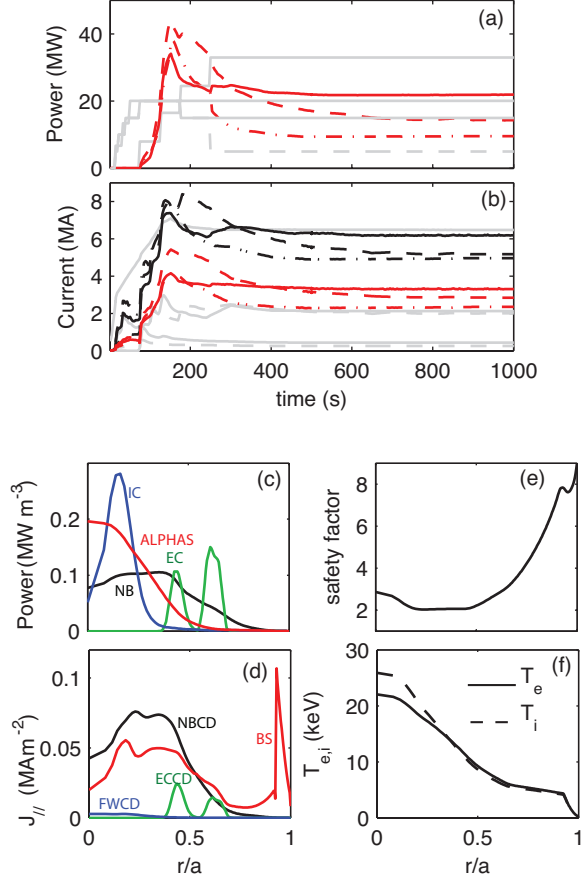 (a)
Power (MW)
40
20
0
(b)
Current (MA)
8
6
4
2
0
200 400 600 800 1000
time (s)
(c)
Power (MW m-3)
0.2
0.1
0
IC
ALPHAS
EC
NB
(e)
safety factor
8
6
4
2
(d)
J// (MAm-2)
0.1
0.05
0
NBCD
BS
ECCD
FWCD
0 0.5 1
r/a
(f)
Te,i (keV)
30
20
10
0
Te
Ti
0 0.5 1
r/a